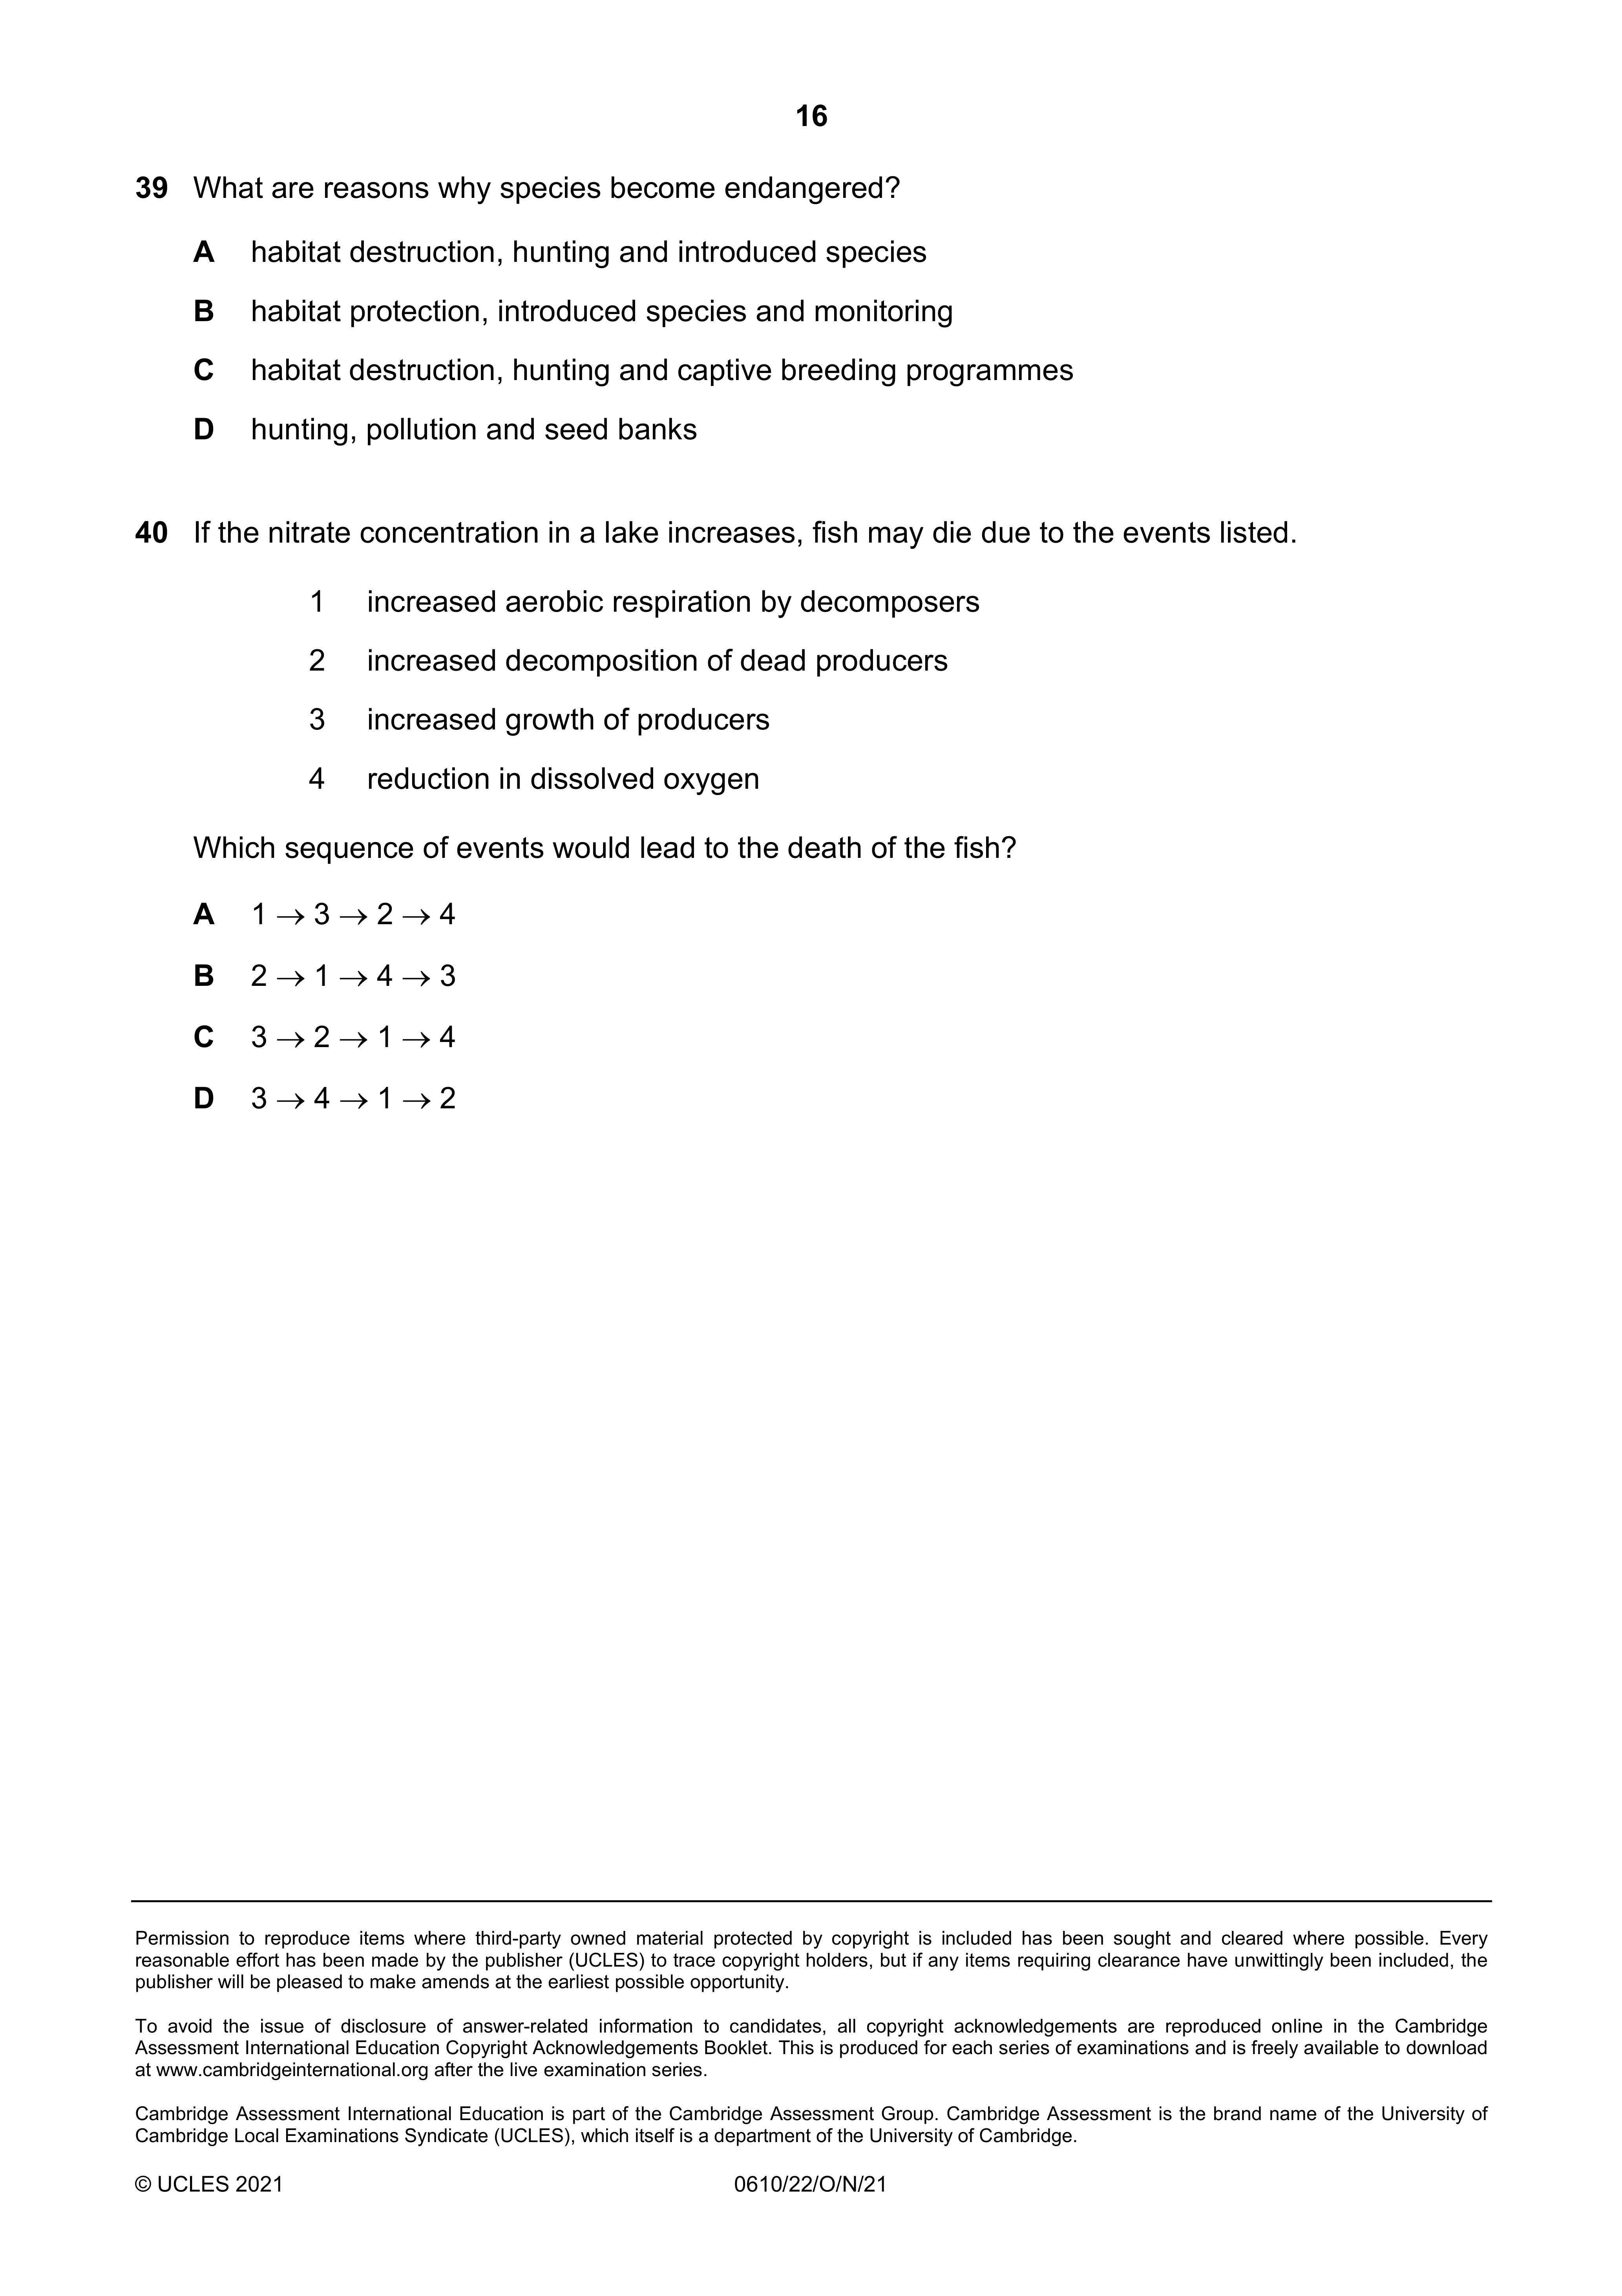 16
39 What are reasons why species become endangered?
A habitat destruction, hunting and introduced species
B habitat protection, introduced species and monitoring
C habitat destruction, hunting and captive breeding programmes
D hunting, pollution and seed banks
40 If the nitrate concentration in a lake increases, fish may die due to the events listed.
1 increased aerobic respiration by decomposers
2 increased decomposition of dead producers
3 increased growth of producers
4 reduction in dissolved oxygen
Which sequence of events would lead to the death of the fish?
A 1 → 3 → 2 → 4
B 2 → 1 → 4 → 3
C 3 → 2 → 1 → 4
D 3 → 4 → 1 → 2
Permission to reproduce items where third-party owned material protected by copyright is included has been sought and cleared where possible. Every
reasonable effort has been made by the publisher (UCLES) to trace copyright holders, but if any items requiring clearance have unwittingly been included, the
publisher will be pleased to make amends at the earliest possible opportunity.
To avoid the issue of disclosure of answer-related information to candidates, all copyright acknowledgements are reproduced online in the Cambridge
Assessment International Education Copyright Acknowledgements Booklet. This is produced for each series of examinations and is freely available to download
at www.cambridgeinternational.org after the live examination series.
Cambridge Assessment International Education is part of the Cambridge Assessment Group. Cambridge Assessment is the brand name of the University of
Cambridge Local Examinations Syndicate (UCLES), which itself is a department of the University of Cambridge.
© UCLES 2021 0610/22/O/N/21